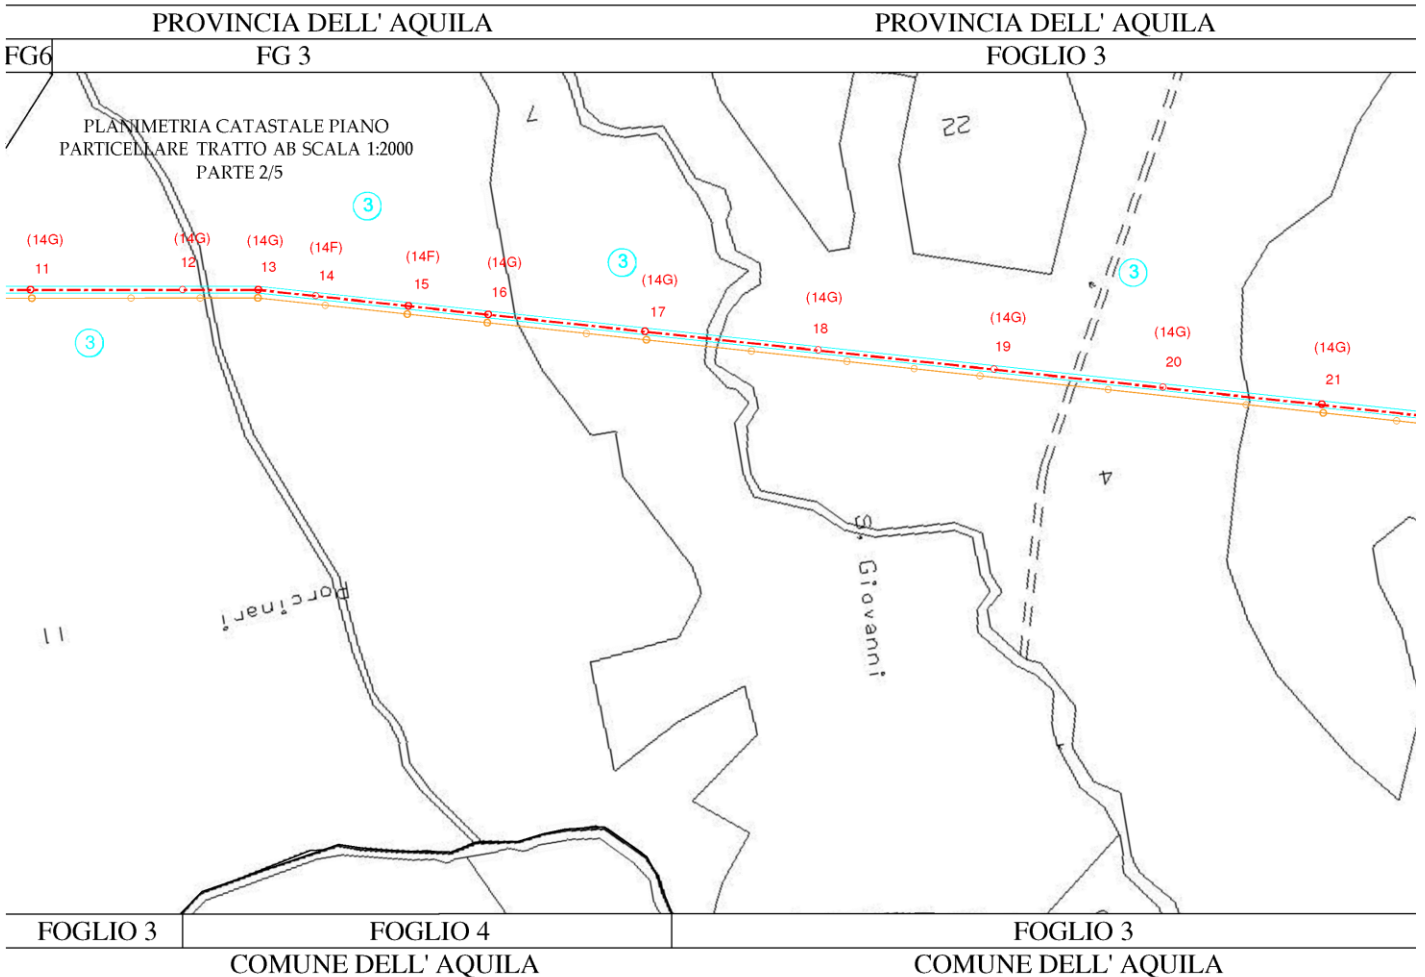 PROVINCIA DELL' AQUILA
PROVINCIA DELL' AQUILA
FG6
FG 3
FOGLIO 3
PLANIMETRIA CATASTALE PIANO
PARTICELLARE TRATTO AB SCALA 1:2000
PARTE 2/5
7
22
3
3
3
3
(14G)
11
(14G)
12
(14G)
13
(14F)
14
(14F)
15
(14G)
16
(14G)
17
(14G)
18
(14G)
19
(14G)
20
(14G)
21
4
S. Giovanni
Porcinari
11
FOGLIO 3
FOGLIO 4
FOGLIO 3
COMUNE DELL' AQUILA
COMUNE DELL' AQUILA